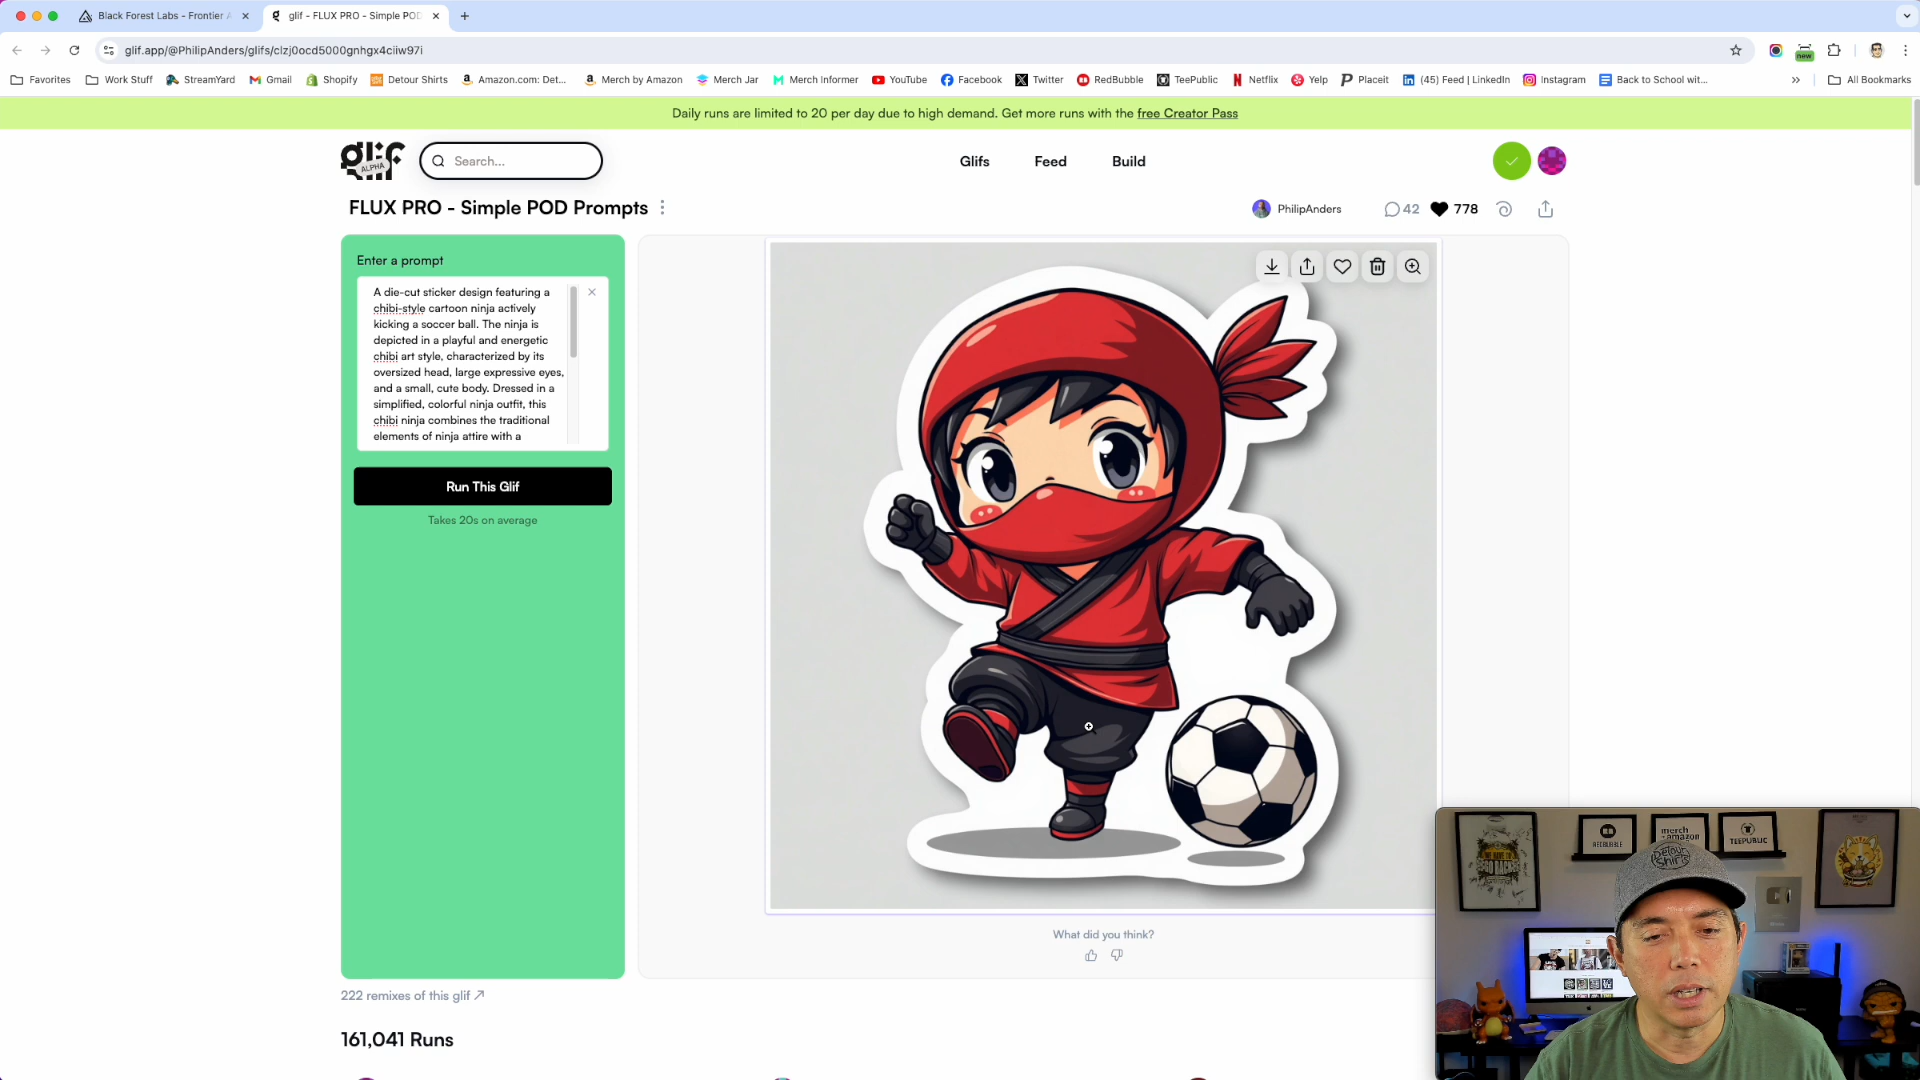 Black Forest Labs - Frontier A
glif - FLUX PRO - Simple POD
glif.app/@PhilipAnders/glifs/clzj0ocd5000gnhgx4ciiw97i
new
Favorites Work Stuff StreamYard Gmail Shopify Detour Shirts Amazon.com: Det... Merch by Amazon Merch Jar Merch Informer YouTube Facebook Twitter RedBubble TeePublic Netflix Yelp Placeit (45) Feed | LinkedIn Instagram Back to School wit... » All Bookmarks
Daily runs are limited to 20 per day due to high demand. Get more runs with the free Creator Pass
glif
ALPHA
Search...
Glifs Feed Build
FLUX PRO - Simple POD Prompts
PhilipAnders 42 778
Enter a prompt
A die-cut sticker design featuring a
chibi-style cartoon ninja actively
kicking a soccer ball. The ninja is
depicted in a playful and energetic
chibi art style, characterized by its
oversized head, large expressive eyes,
and a small, cute body. Dressed in a
simplified, colorful ninja outfit, this
chibi ninja combines the traditional
elements of ninja attire with a
Run This Glif
Takes 20s on average
What did you think?
222 remixes of this glif
161,041 Runs
REDBUBBLE
merch
amazon
TEEPUBLIC
DETOUR
SHIRTS